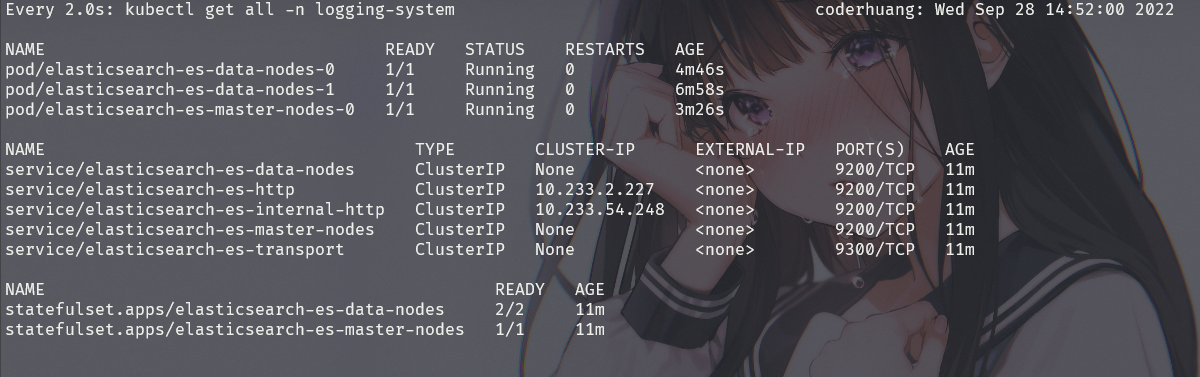 Every 2.0s: kubectl get all -n logging-system coderhuang: Wed Sep 28 14:52:00 2022
NAME READY STATUS RESTARTS AGE
pod/elasticsearch-es-data-nodes-0 1/1 Running 0 4m46s
pod/elasticsearch-es-data-nodes-1 1/1 Running 0 6m58s
pod/elasticsearch-es-master-nodes-0 1/1 Running 0 3m26s
NAME TYPE CLUSTER-IP EXTERNAL-IP PORT(S) AGE
service/elasticsearch-es-data-nodes ClusterIP None <none> 9200/TCP 11m
service/elasticsearch-es-http ClusterIP 10.233.2.227 <none> 9200/TCP 11m
service/elasticsearch-es-internal-http ClusterIP 10.233.54.248 <none> 9200/TCP 11m
service/elasticsearch-es-master-nodes ClusterIP None <none> 9200/TCP 11m
service/elasticsearch-es-transport ClusterIP None <none> 9300/TCP 11m
NAME READY AGE
statefulset.apps/elasticsearch-es-data-nodes 2/2 11m
statefulset.apps/elasticsearch-es-master-nodes 1/1 11m